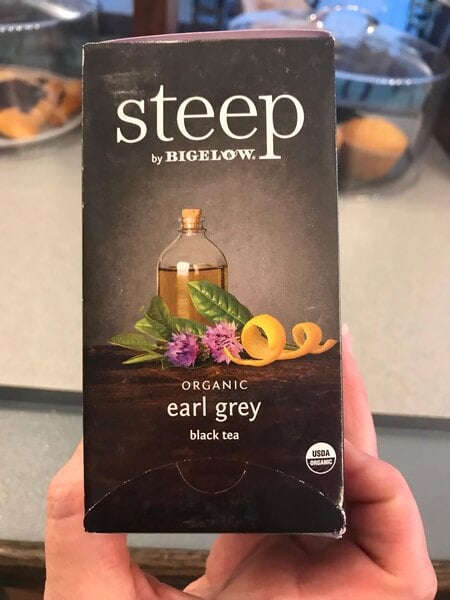 steep
by BIGELOW®
ORGANIC
earl grey
black tea
USDA
ORGANIC